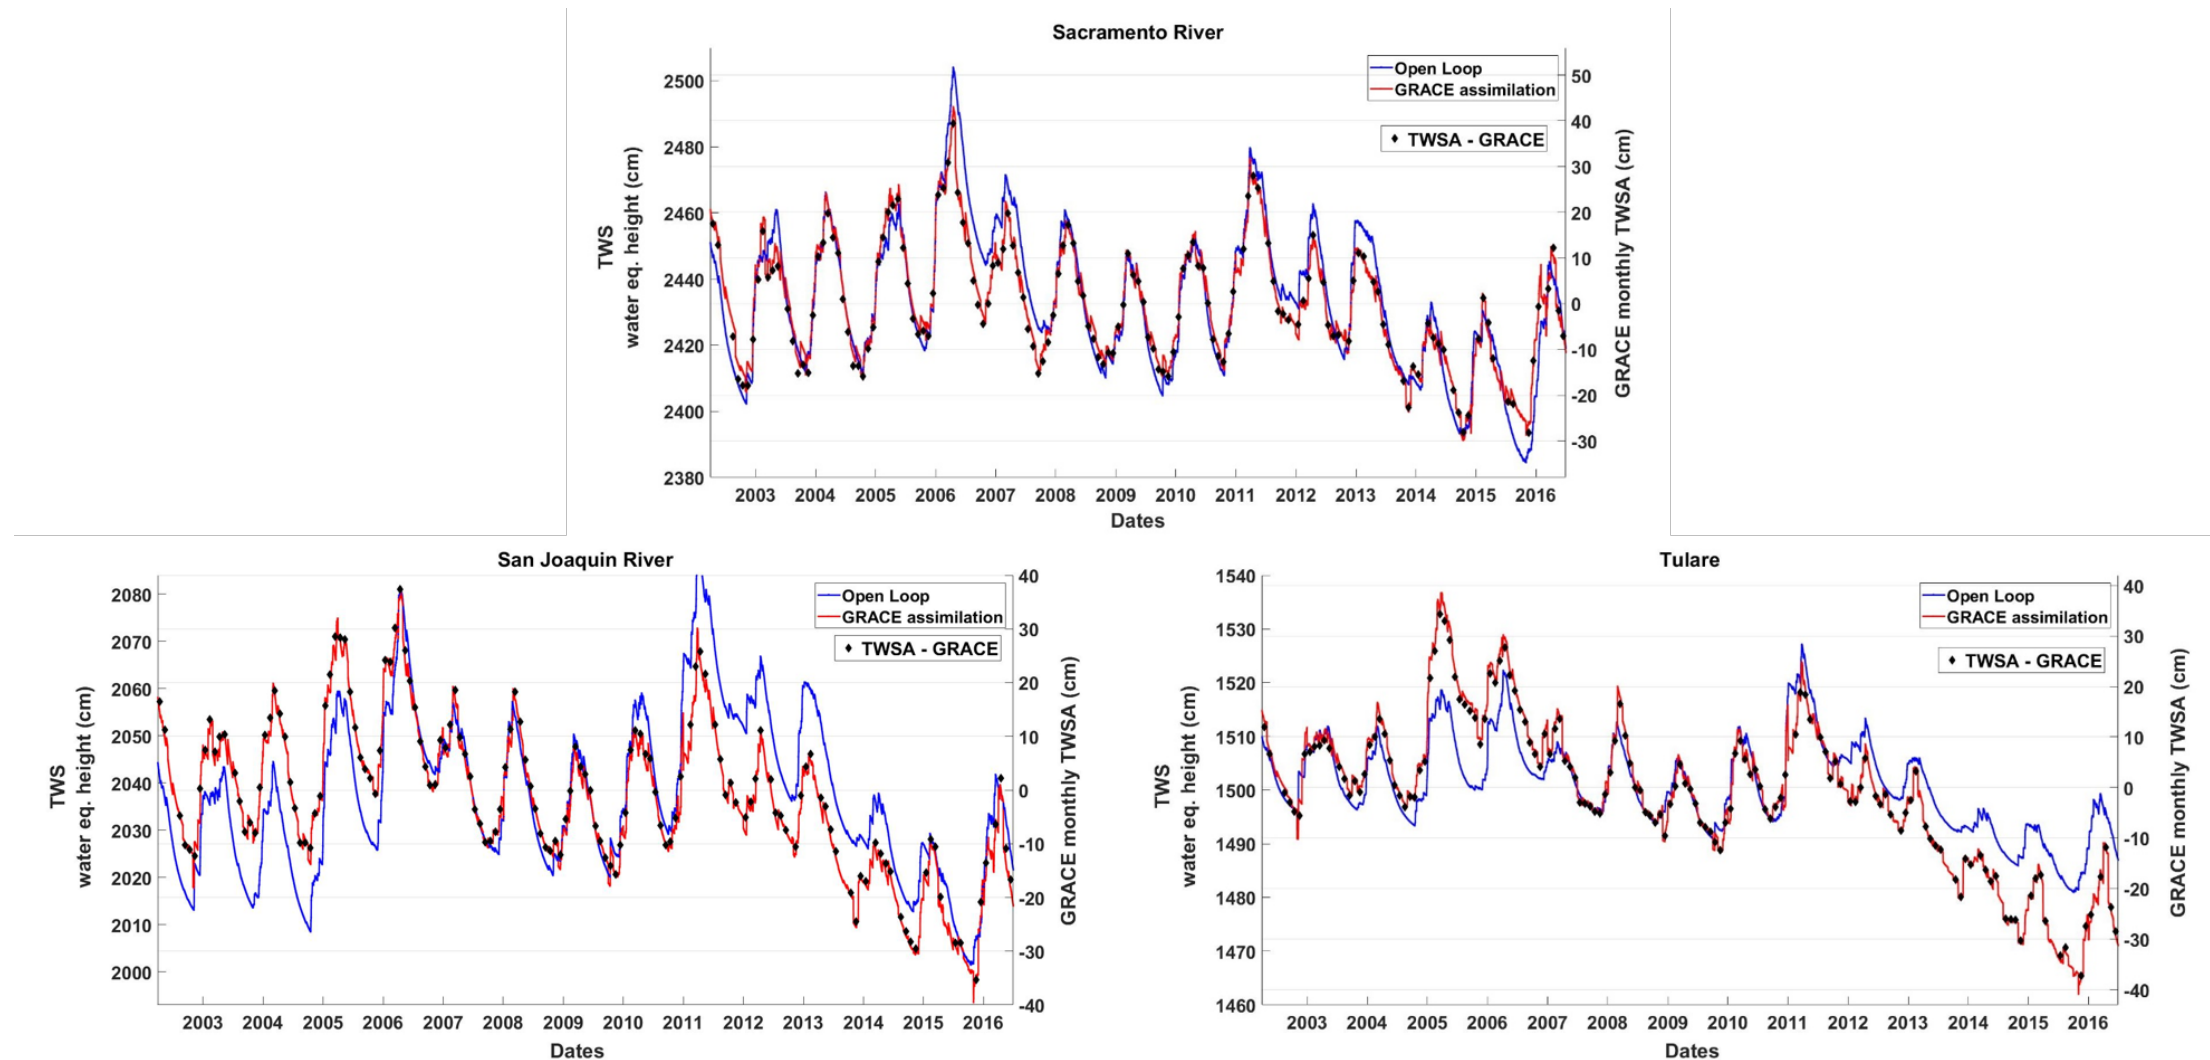 Sacramento River
Open Loop
GRACE assimilation
TWSA - GRACE
TWS
water eq. height (cm)
2500
2480
2460
2440
2420
2400
2380
50
40
30
20
10
0
-10
-20
-30
GRACE monthly TWSA (cm)
2003 2004 2005 2006 2007 2008 2009 2010 2011 2012 2013 2014 2015 2016
Dates
San Joaquin River
Open Loop
GRACE assimilation
TWSA - GRACE
TWS
water eq. height (cm)
2080
2070
2060
2050
2040
2030
2020
2010
2000
40
30
20
10
0
-10
-20
-30
-40
GRACE monthly TWSA (cm)
2003 2004 2005 2006 2007 2008 2009 2010 2011 2012 2013 2014 2015 2016
Dates
Tulare
Open Loop
GRACE assimilation
TWSA - GRACE
TWS
water eq. height (cm)
1540
1530
1520
1510
1500
1490
1480
1470
1460
40
30
20
10
0
-10
-20
-30
-40
GRACE monthly TWSA (cm)
2003 2004 2005 2006 2007 2008 2009 2010 2011 2012 2013 2014 2015 2016
Dates